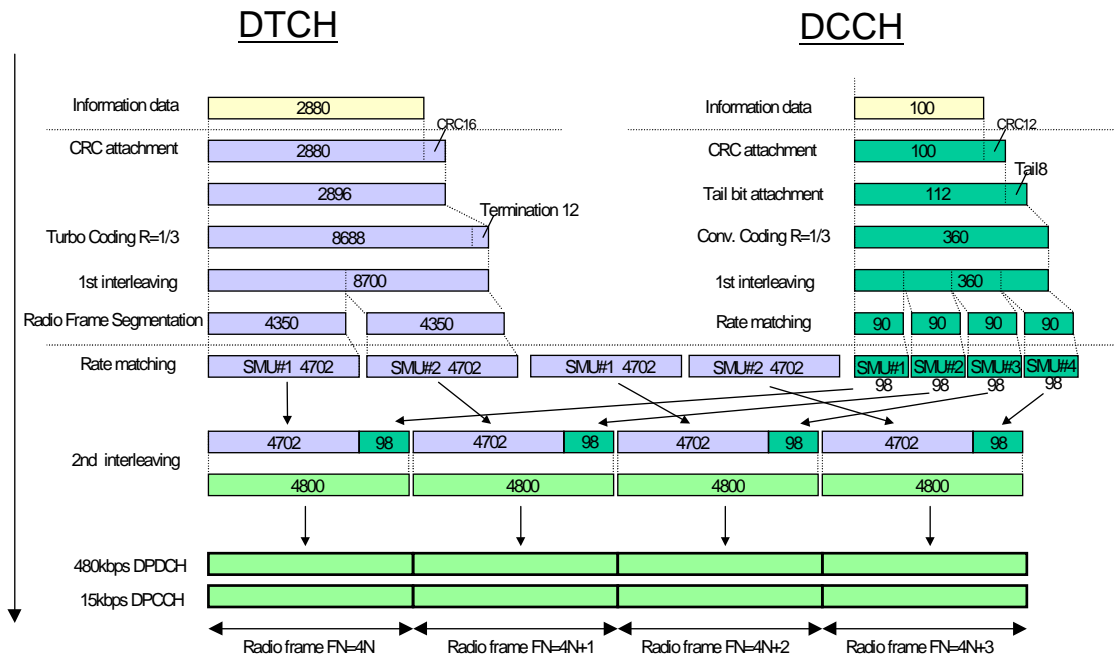 DTCH DCCH
Information data 2880 Information data 100
CRC16 CRC12
CRC attachment 2880 CRC attachment 100
Tail8
2896 Tail bit attachment 112
Termination 12
Turbo Coding R=1/3 8688 Conv. Coding R=1/3 360
1st interleaving 8700 1st interleaving 360
Radio Frame Segmentation 4350 4350 Rate matching 90 90 90 90
Rate matching SMU#1 4702 SMU#2 4702 SMU#1 4702 SMU#2 4702 SMU#1 SMU#2 SMU#3 SMU#4
98 98 98 98
4702 98 4702 98 4702 98 4702 98
2nd interleaving
4800 4800 4800 4800
480kbps DPDCH
15kbps DPCCH
Radio frame FN=4N Radio frame FN=4N+1 Radio frame FN=4N+2 Radio frame FN=4N+3